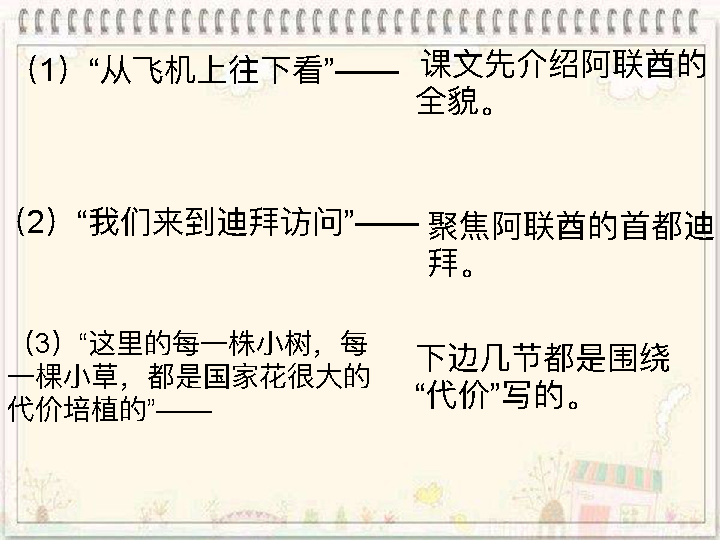 （1）“从飞机上往下看”——
课文先介绍阿联酋的
全貌。
（2）“我们来到迪拜访问”——
聚焦阿联酋的首都迪
拜。
（3）“这里的每一株小树，每
一棵小草，都是国家花很大的
代价培植的”——
下边几节都是围绕
“代价”写的。